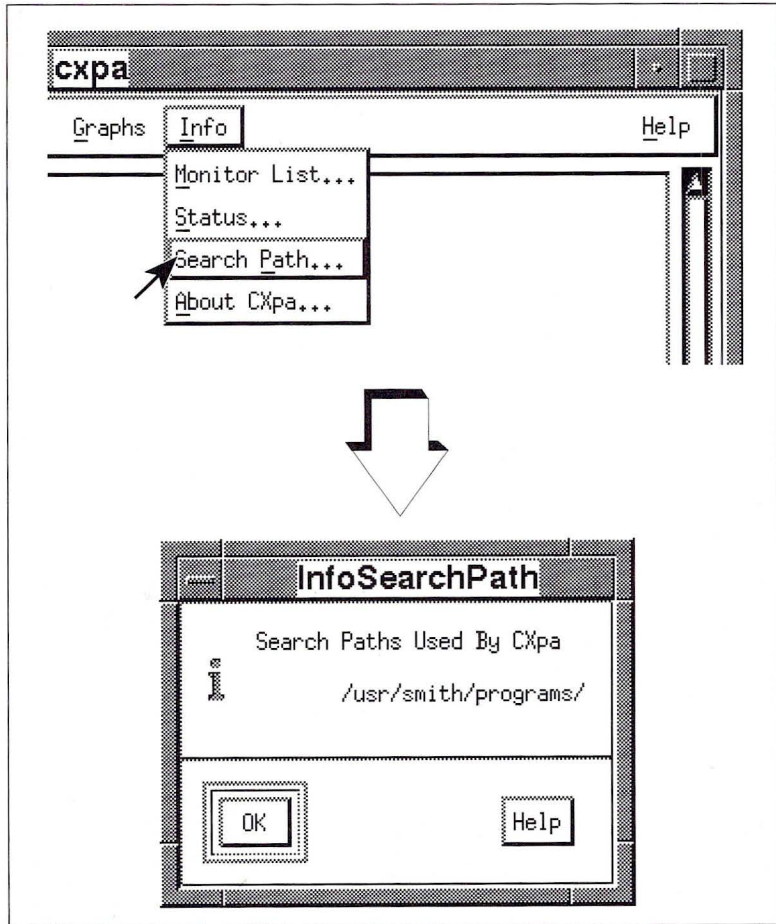 cxpa
Graphs Info Help
Monitor List...
Status...
Search Path...
About CXpa...
InfoSearchPath
Search Paths Used By CXpa
i
/usr/smith/programs/
OK Help